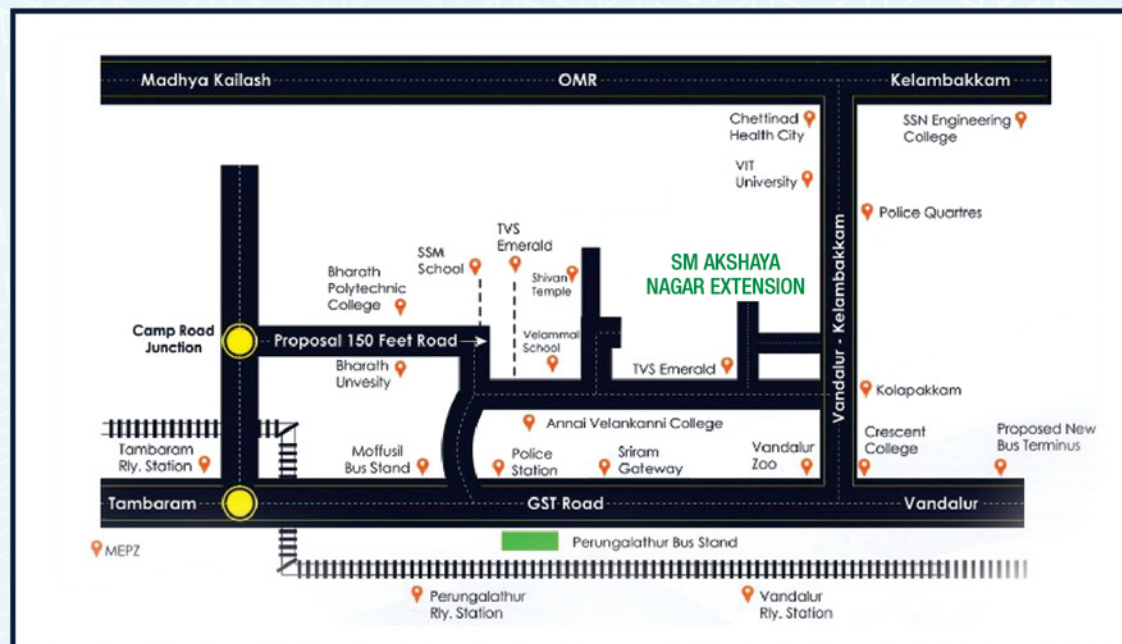 Madhya Kailash
OMR
Kelambakkam
Chettinad
Health City
SSN Engineering
College
VIT
University
Police Quartres
Vandalur - Kelambakkam
TVS
Emerald
SSM
School
Shivan
Temple
SM AKSHAYA
NAGAR EXTENSION
Bharath
Polytechnic
College
Camp Road
Junction
Proposal 150 Feet Road
Velammal
School
Bharath
Unvesity
TVS Emerald
Kolapakkam
Annai Velankanni College
Tambaram
Rly. Station
Moffusil
Bus Stand
Police
Station
Sriram
Gateway
Vandalur
Zoo
Crescent
College
Proposed New
Bus Terminus
Tambaram
GST Road
Vandalur
MEPZ
Perungalathur Bus Stand
Perungalathur
Rly. Station
Vandalur
Rly. Station